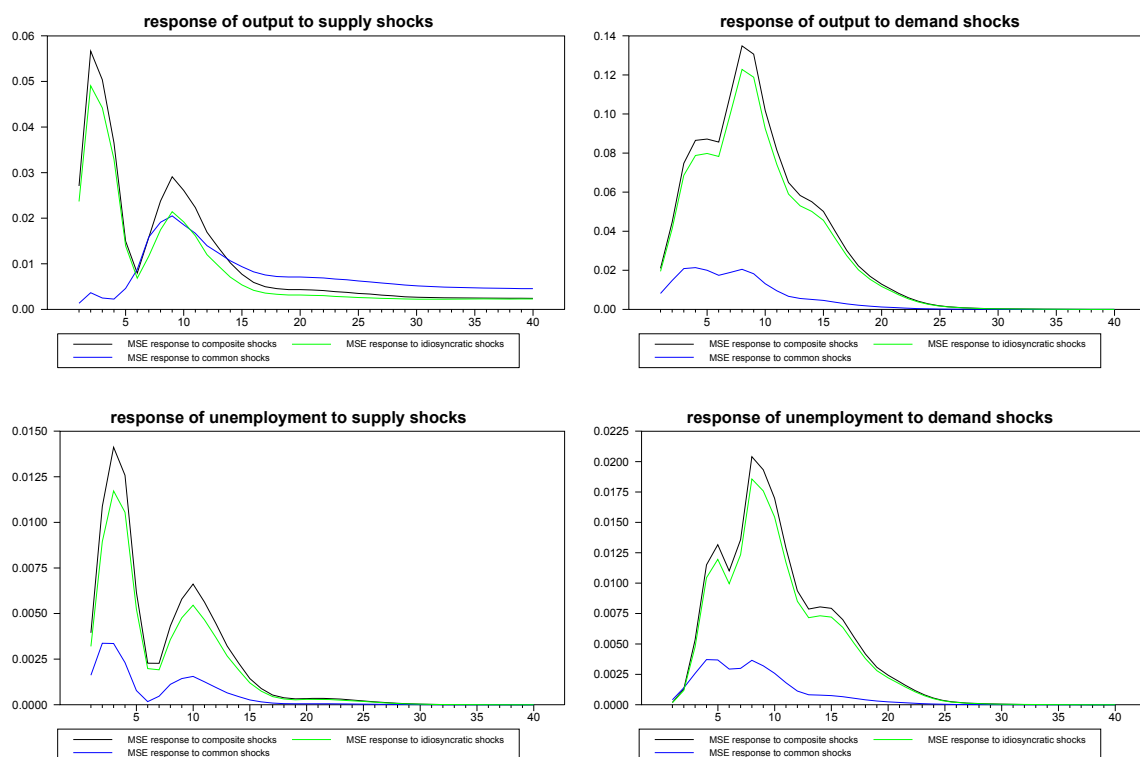 response of output to supply shocks
0.06
0.05
0.04
0.03
0.02
0.01
0.00
5 10 15 20 25 30 35 40
MSE response to composite shocks MSE response to idiosyncratic shocks
MSE response to common shocks
response of output to demand shocks
0.14
0.12
0.10
0.08
0.06
0.04
0.02
0.00
5 10 15 20 25 30 35 40
MSE response to composite shocks MSE response to idiosyncratic shocks
MSE response to common shocks
response of unemployment to supply shocks
0.0150
0.0125
0.0100
0.0075
0.0050
0.0025
0.0000
5 10 15 20 25 30 35 40
MSE response to composite shocks MSE response to idiosyncratic shocks
MSE response to common shocks
response of unemployment to demand shocks
0.0225
0.0200
0.0175
0.0150
0.0125
0.0100
0.0075
0.0050
0.0025
0.0000
5 10 15 20 25 30 35 40
MSE response to composite shocks MSE response to idiosyncratic shocks
MSE response to common shocks